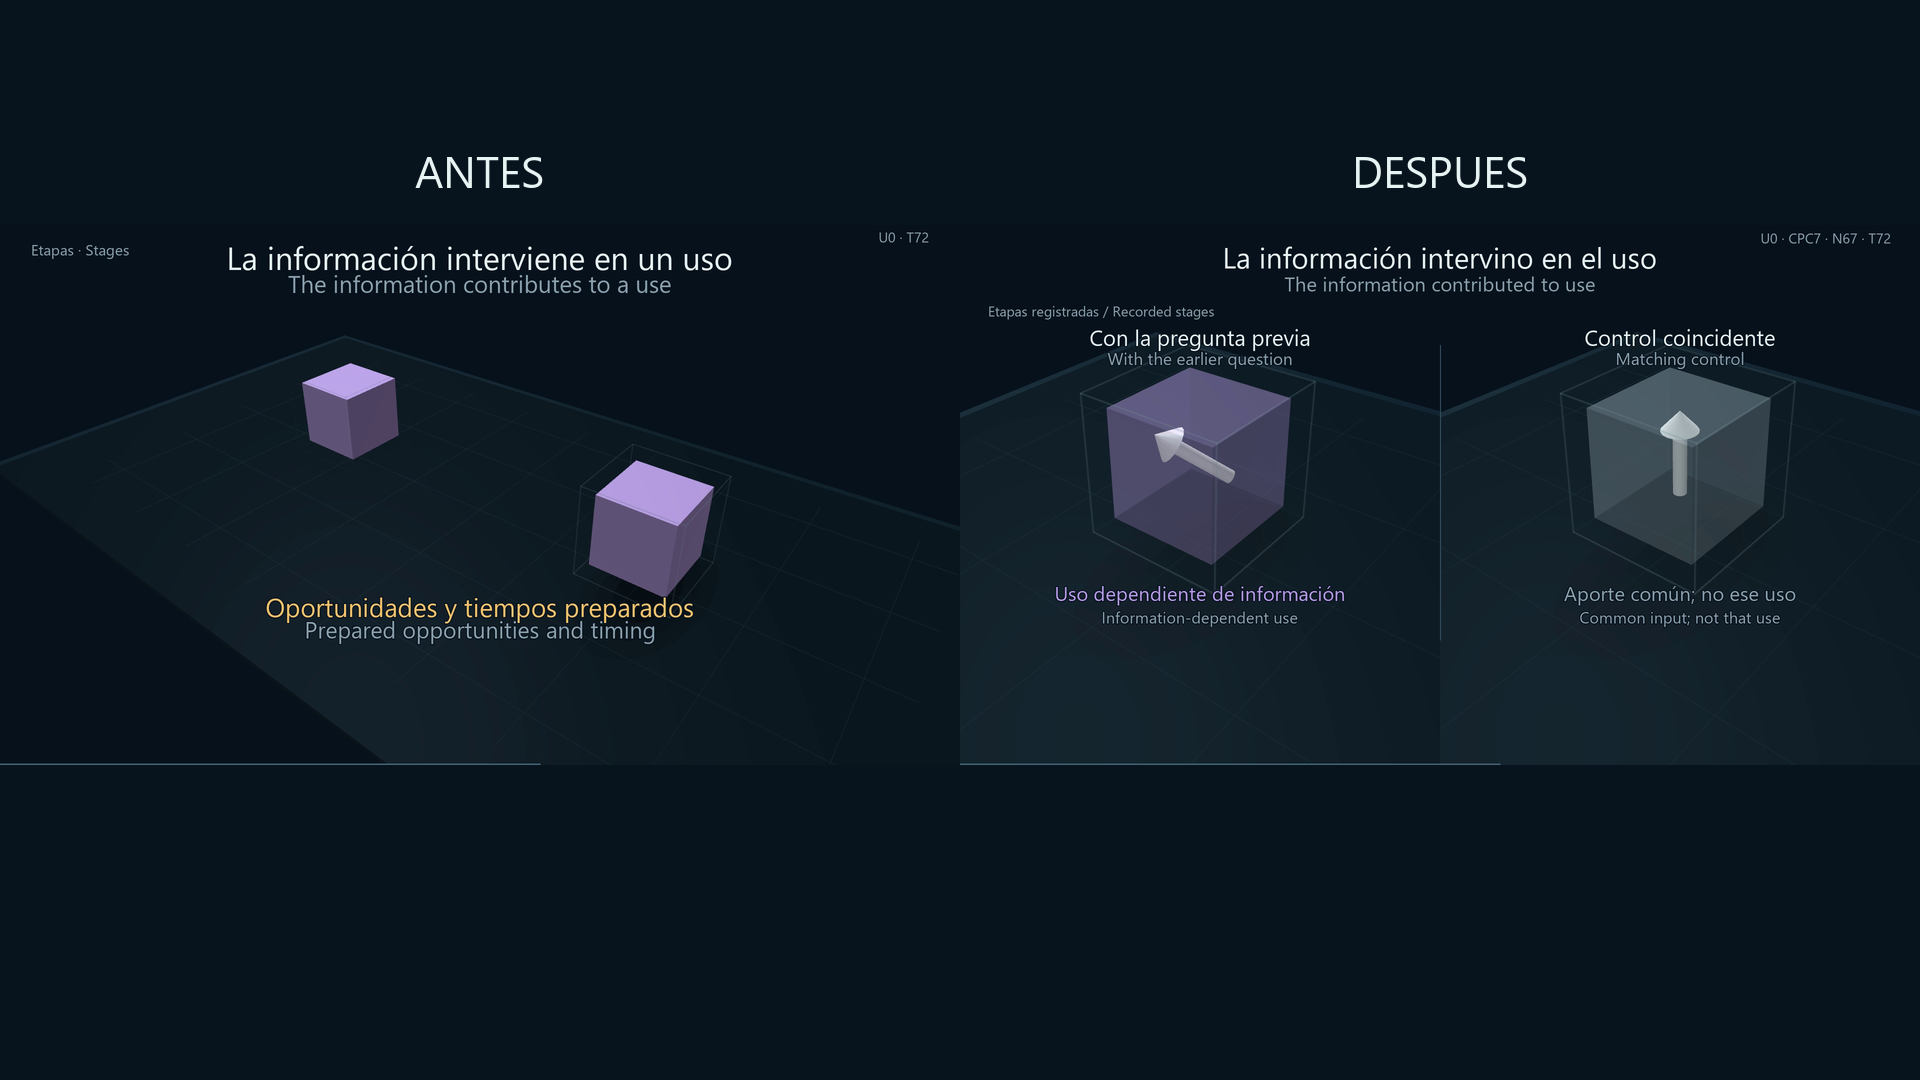 ANTES
Etapas · Stages
U0 · T72
La información interviene en un uso
The information contributes to a use
Oportunidades y tiempos preparados
Prepared opportunities and timing
DESPUES
U0 · CPC7 · N67 · T72
La información intervino en el uso
The information contributed to use
Etapas registradas / Recorded stages
Con la pregunta previa
With the earlier question
Uso dependiente de información
Information-dependent use
Control coincidente
Matching control
Aporte común; no ese uso
Common input; not that use